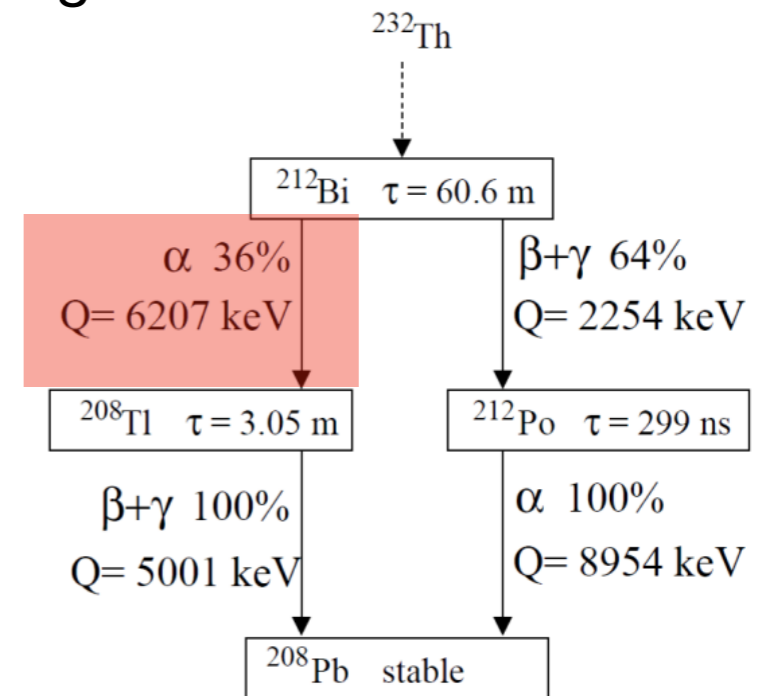 ²³²Th
²¹²Bi τ = 60.6 m
α 36%
Q= 6207 keV
β+γ 64%
Q= 2254 keV
²⁰⁸Tl τ = 3.05 m
²¹²Po τ = 299 ns
β+γ 100%
Q= 5001 keV
α 100%
Q= 8954 keV
²⁰⁸Pb stable